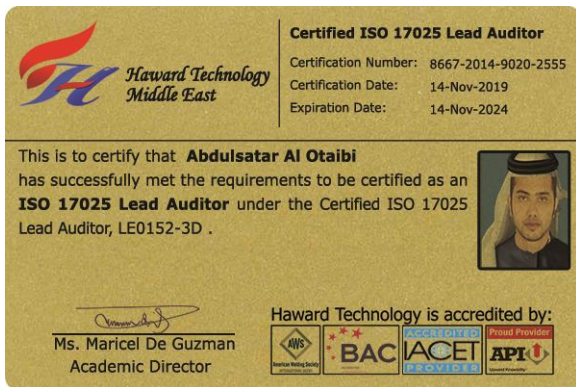 Haward Technology
Middle East
Certified ISO 17025 Lead Auditor
Certification Number: 8667-2014-9020-2555
Certification Date: 14-Nov-2019
Expiration Date: 14-Nov-2024
This is to certify that Abdulsatar Al Otaibi
has successfully met the requirements to be certified as an
ISO 17025 Lead Auditor under the Certified ISO 17025
Lead Auditor, LE0152-3D .
Ms. Maricel De Guzman
Academic Director
Haward Technology is accredited by:
AWS
American Welding Society
BAC
ACCREDITED
IACET
PROVIDER
Proud Provider
API